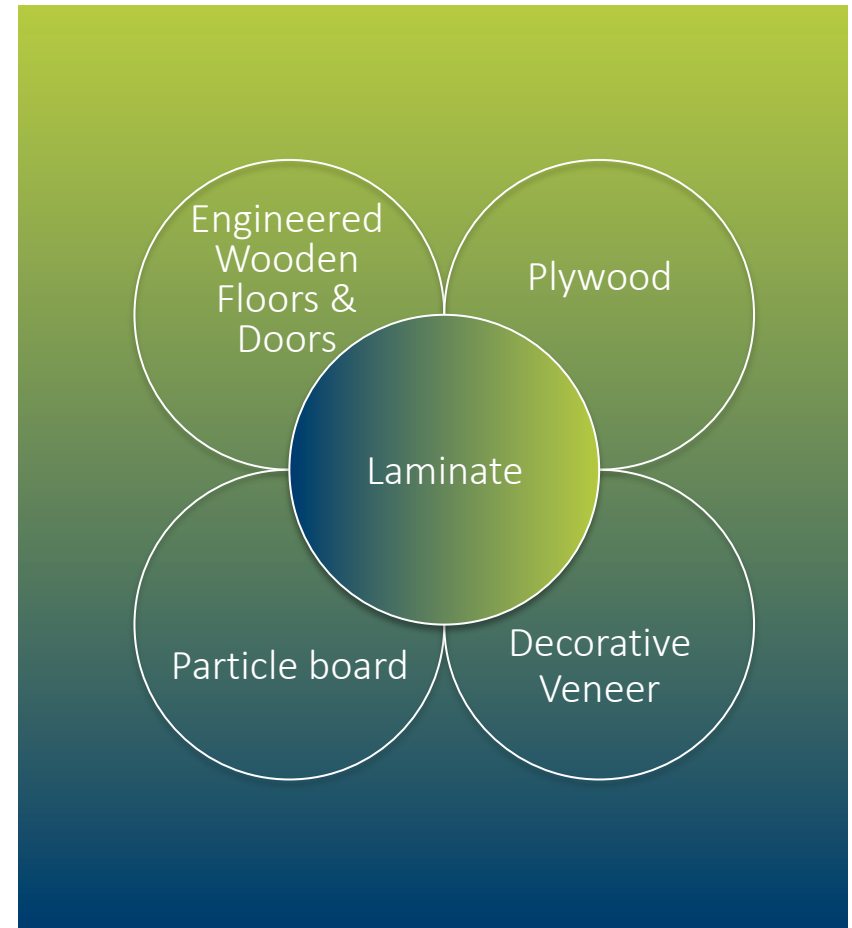 Engineered
Wooden
Floors &
Doors
Plywood
Laminate
Particle board
Decorative
Veneer